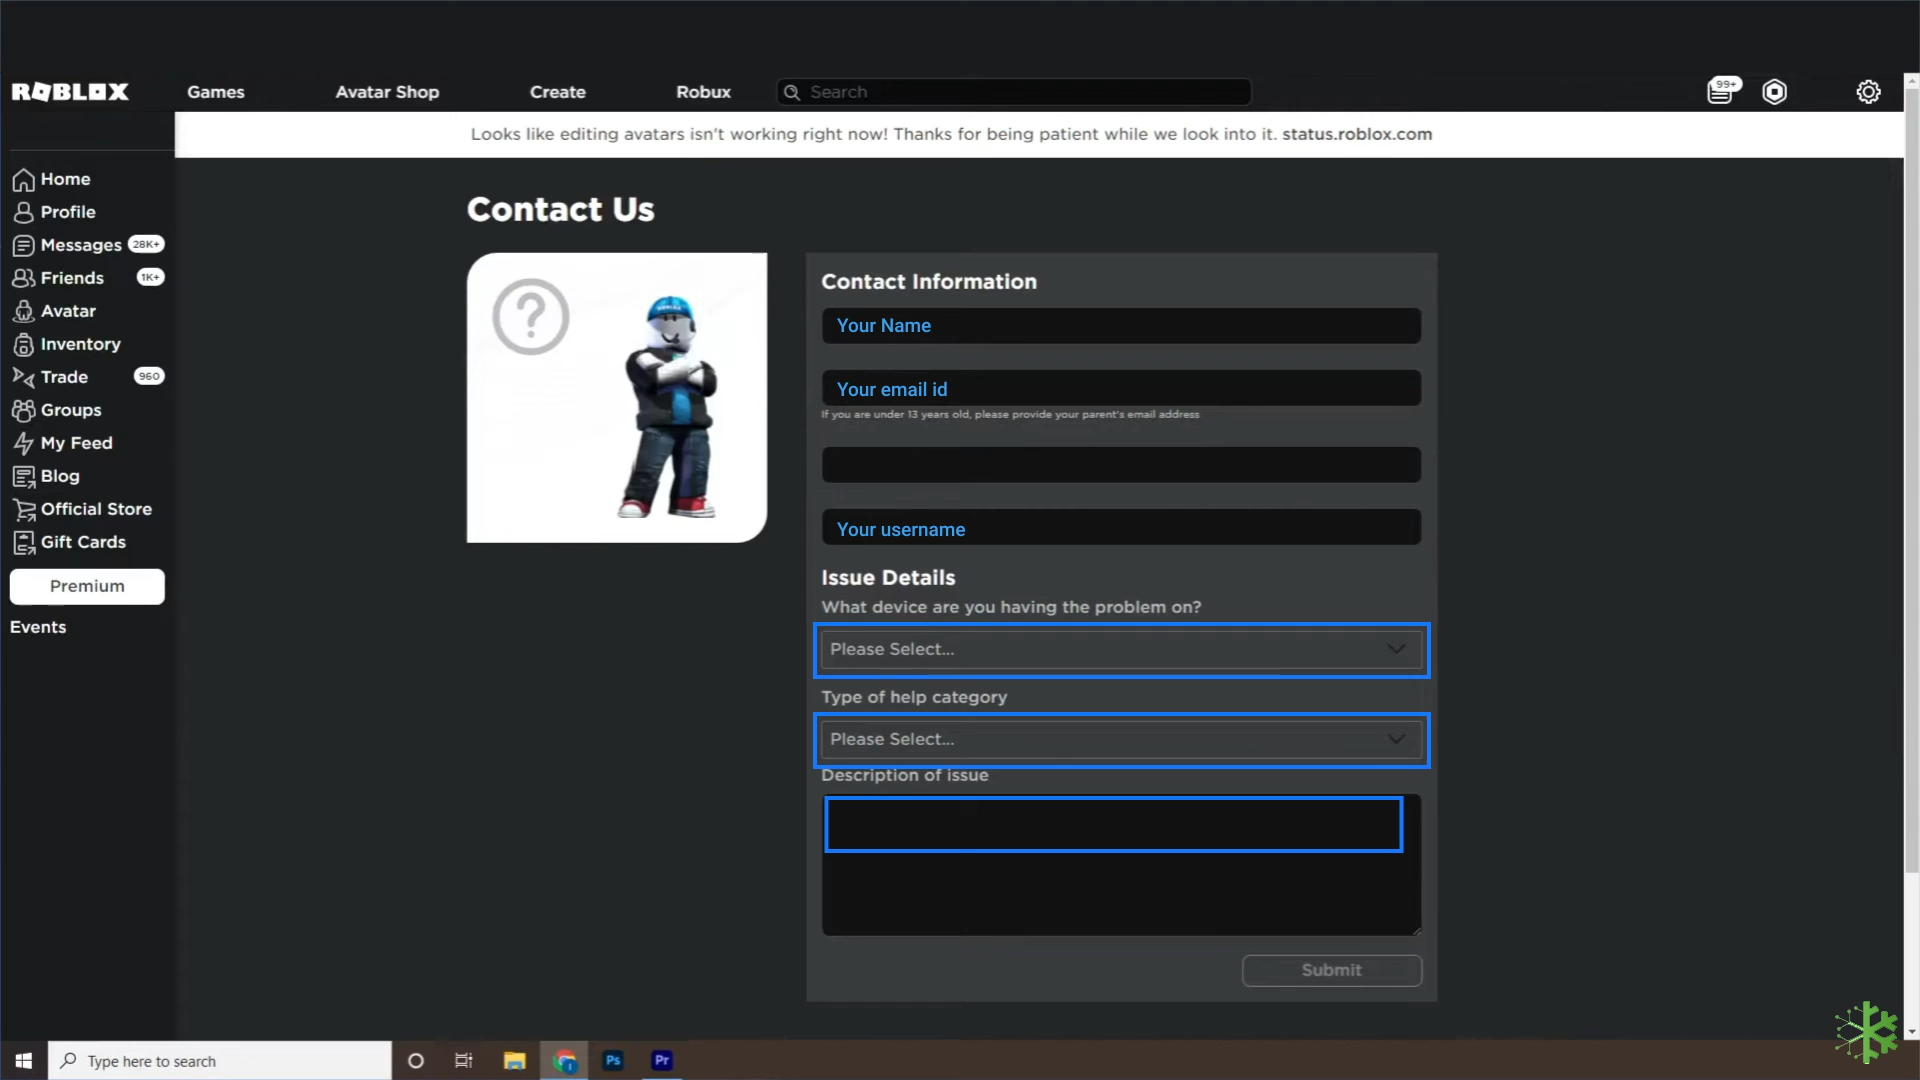 ROBLOX
Games
Avatar Shop
Create
Robux
Search
99+
Looks like editing avatars isn't working right now! Thanks for being patient while we look into it. status.roblox.com
Home
Profile
Messages 28K+
Friends 1K+
Avatar
Inventory
Trade 960
Groups
My Feed
Blog
Official Store
Gift Cards
Premium
Events
Contact Us
?
Contact Information
Your Name
Your email id
If you are under 13 years old, please provide your parent's email address
Your username
Issue Details
What device are you having the problem on?
Please Select...
Type of help category
Please Select...
Description of issue
Submit
Type here to search
Ps
Pr